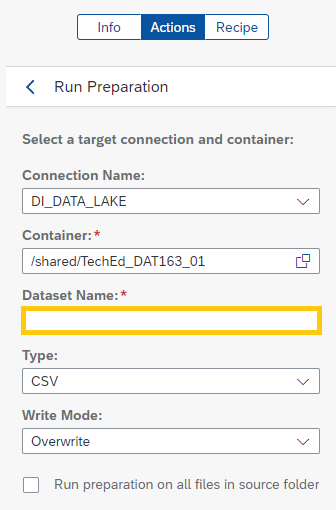 Info Actions Recipe
Run Preparation
Select a target connection and container:
Connection Name:
DI_DATA_LAKE
Container:*
/shared/TechEd_DAT163_01
Dataset Name:*
Type:
CSV
Write Mode:
Overwrite
Run preparation on all files in source folder